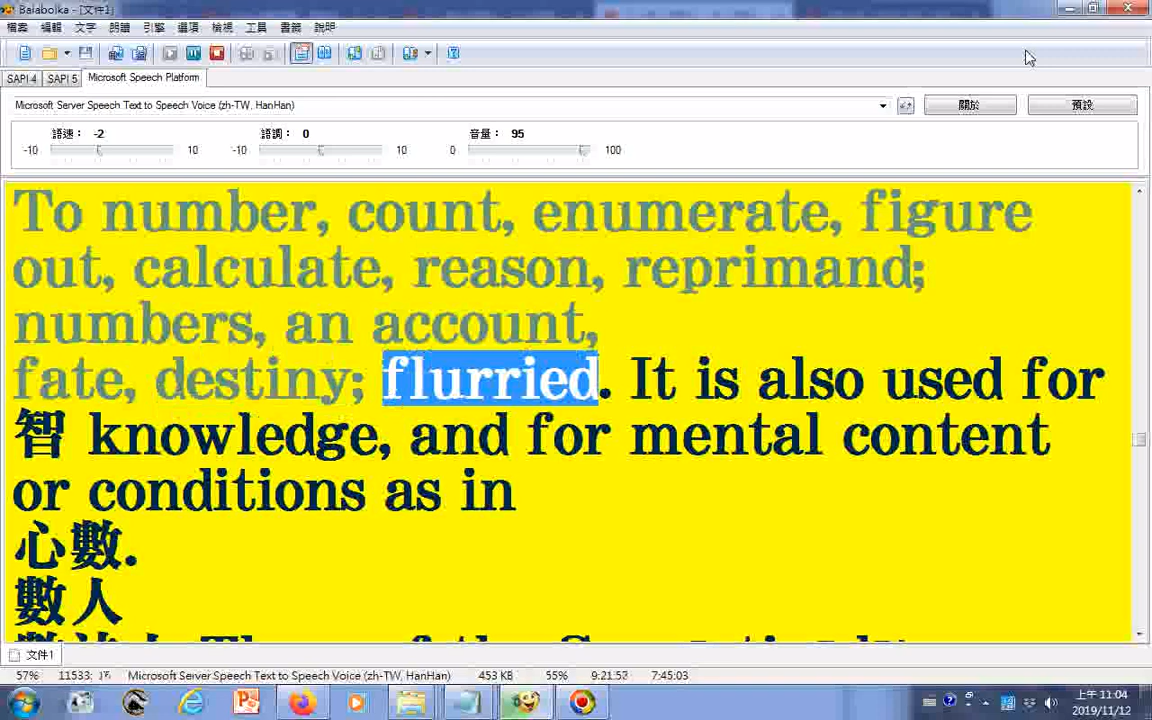 Balabolka - [文件1]
檔案 編輯 文字 朗讀 引擎 選項 檢視 工具 書籤 說明
SAPI 4 SAPI 5 Microsoft Speech Platform
Microsoft Server Speech Text to Speech Voice (zh-TW, HanHan) 關於 預設
語速： -2 語調： 0 音量： 95
-10 10 -10 10 0 100
To number, count, enumerate, figure
out, calculate, reason, reprimand;
numbers, an account,
fate, destiny; flurried. It is also used for
智 knowledge, and for mental content
or conditions as in
心數.
數人
文件1
57% 11533: Microsoft Server Speech Text to Speech Voice (zh-TW, HanHan) 453 KB 55% 9:21:53 7:45:03
上午 11:04
2019/11/12